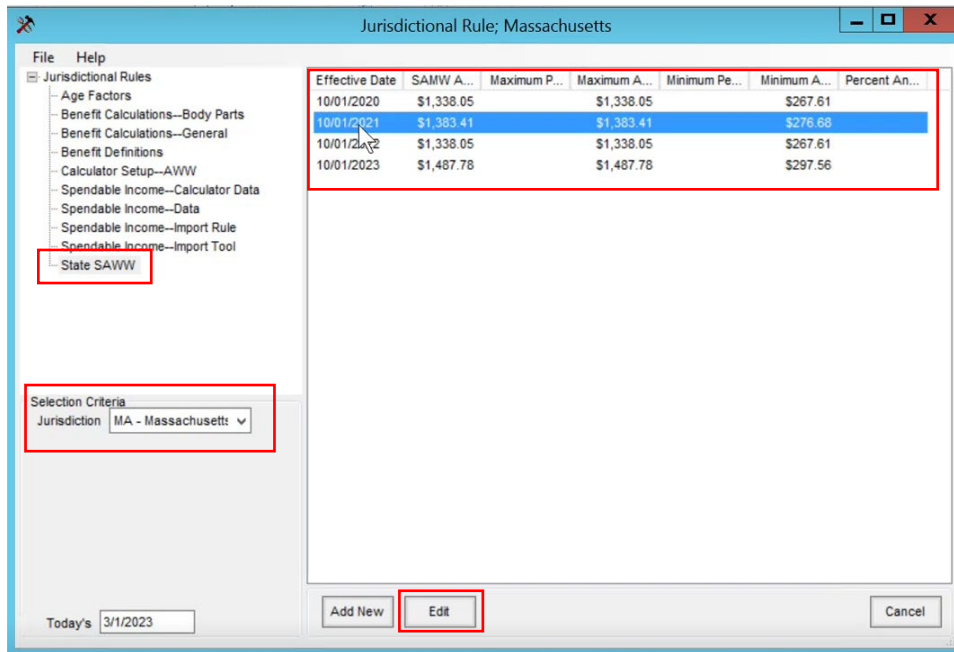 Jurisdictional Rule; Massachusetts
File Help
Jurisdictional Rules
Age Factors
Benefit Calculations--Body Parts
Benefit Calculations--General
Benefit Definitions
Calculator Setup--AWW
Spendable Income--Calculator Data
Spendable Income--Data
Spendable Income--Import Rule
Spendable Income--Import Tool
State SAWW
Effective Date SAMW A... Maximum P... Maximum A... Minimum Pe... Minimum A... Percent An...
10/01/2020 $1,338.05 $1,338.05 $267.61
10/01/2021 $1,383.41 $1,383.41 $276.68
10/01/2022 $1,338.05 $1,338.05 $267.61
10/01/2023 $1,487.78 $1,487.78 $297.56
Selection Criteria
Jurisdiction MA - Massachusetts
Today's 3/1/2023
Add New Edit Cancel